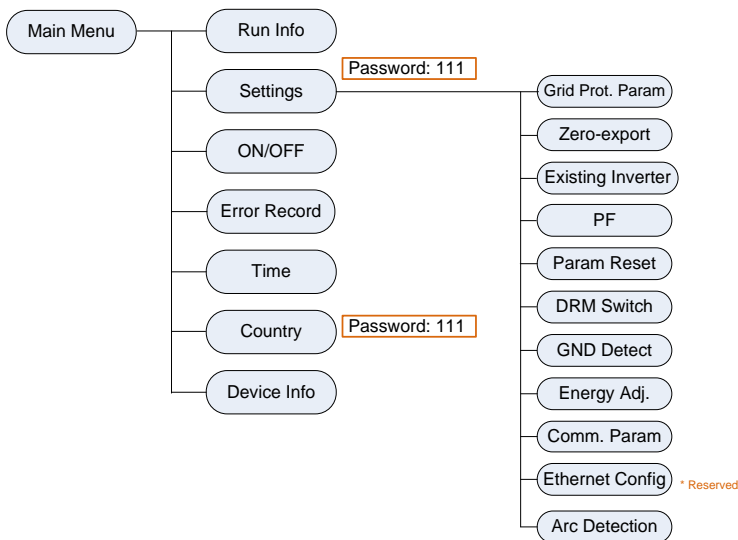 Main Menu
Run Info
Password: 111
Settings
ON/OFF
Error Record
Time
Country
Password: 111
Device Info
Grid Prot. Param
Zero-export
Existing Inverter
PF
Param Reset
DRM Switch
GND Detect
Energy Adj.
Comm. Param
Ethernet Config
* Reserved
Arc Detection